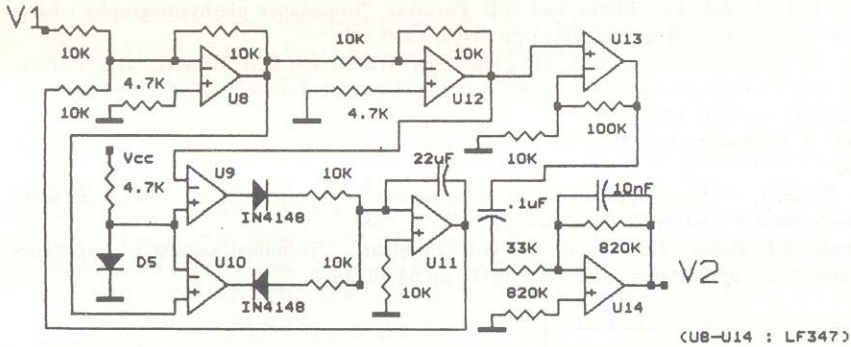 V1
10K
10K
10K
10K
U13
4.7K
U8
U12
10K
4.7K
100K
10K
Vcc
U9
22uF
4.7K
10K
.1uF
10nF
IN4148
D5
U10
U11
33K
820K
V2
10K
10K
IN4148
820K
U14
(U8-U14 : LF347)